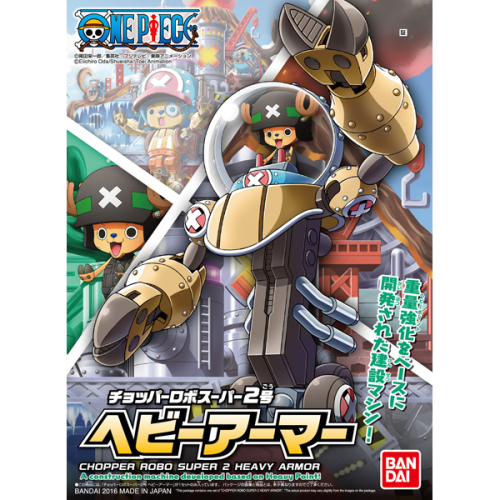 ONE PIECE
©尾田栄一郎／集英社・フジテレビ・東映アニメーション
©Eiichiro Oda/Shueisha, Toei Animation
重量強化をベースに
開発された建設マシン！
チョッパーロボスーパー2号
ごう
ヘビーアーマー
CHOPPER ROBO SUPER 2 HEAVY ARMOR
A construction machine developed based on Heavy Point!
BANDAI 2016 MADE IN JAPAN
BAN
DAI